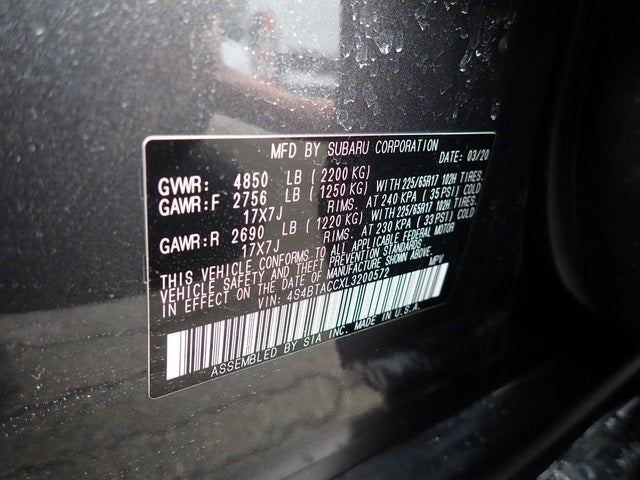 MFD BY SUBARU CORPORATION
DATE: 03/20
GVWR: 4850 LB ( 2200 KG)
GAWR:F 2756 LB ( 1250 KG) WITH 225/65R17 102H TIRES.
17X7J RIMS. AT 240 KPA ( 35 PSI) COLD
GAWR:R 2690 LB ( 1220 KG) WITH 225/65R17 102H TIRES.
17X7J RIMS. AT 230 KPA ( 33 PSI) COLD
THIS VEHICLE CONFORMS TO ALL APPLICABLE FEDERAL MOTOR
VEHICLE SAFETY AND THEFT PREVENTION STANDARDS
IN EFFECT ON THE DATE OF MANUFACTURE SHOWN ABOVE.
VIN: 4S4BTACCXL3200572 MPV
ASSEMBLED BY SIA INC. MADE IN U.S.A.